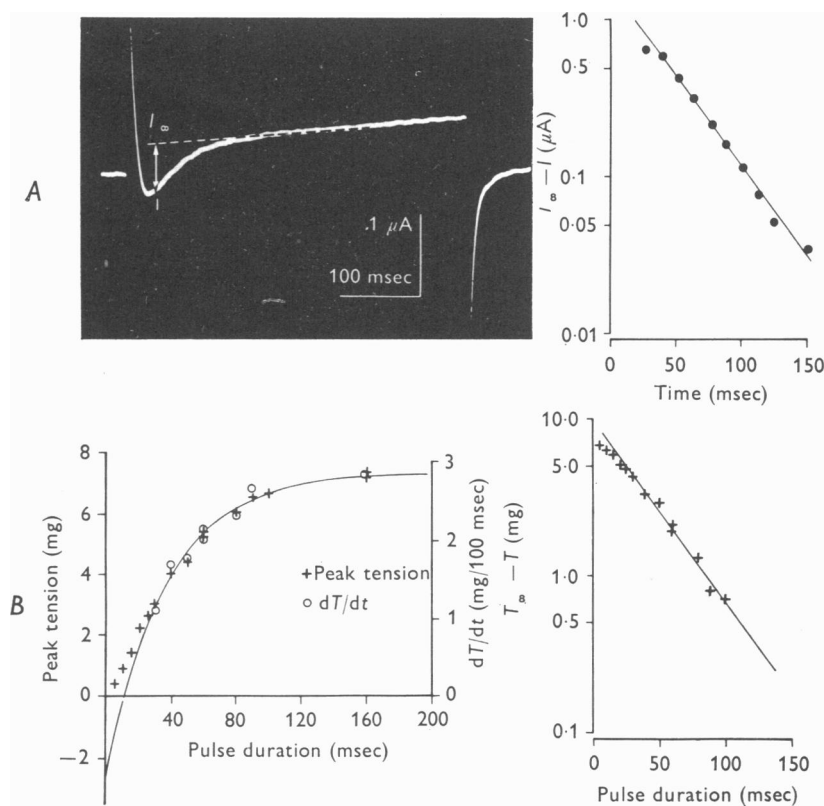 A
I∞
I
.1 μA
100 msec
I∞ – I (μA)
1·0
0·5
0·1
0·05
0·01
0
50
100
150
Time (msec)
B
Peak tension (mg)
8
6
4
2
0
–2
+ Peak tension
○ dT/dt
40
80
120
160
200
Pulse duration (msec)
3
2
1
0
dT/dt (mg/100 msec)
T∞ – T (mg)
10·0
5·0
1·0
0·5
0·1
0
50
100
150
Pulse duration (msec)